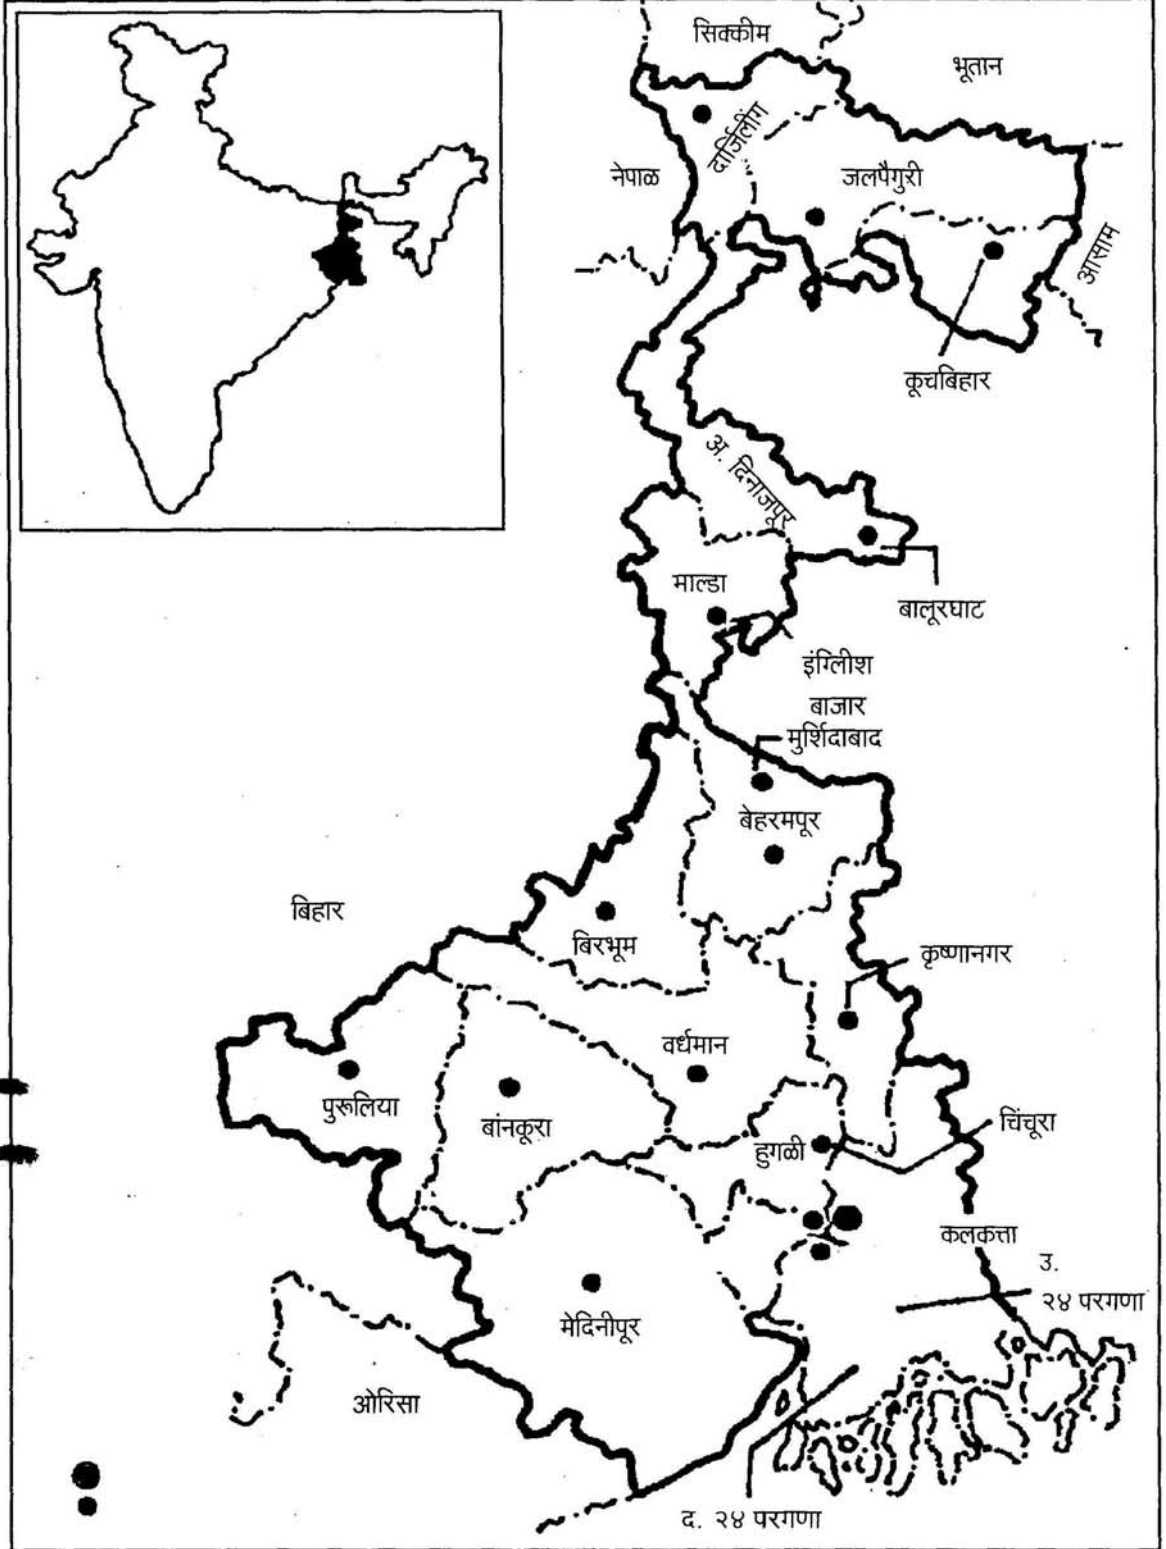 सिक्कीम
भूतान
दार्जिलींग
नेपाळ
जलपैगुरी
आसाम
कूचबिहार
अ. दिनाजपूर
माल्डा
बालूरघाट
इंग्लिीश
बाजार
मुर्शिदाबाद
बेहरमपूर
बिहार
बिरभूम
कृष्णानगर
वर्धमान
पुरूलिया
बांनकूरा
चिंचूरा
हुगळी
कलकत्ता
उ.
२४ परगणा
मेदिनीपूर
ओरिसा
द. २४ परगणा